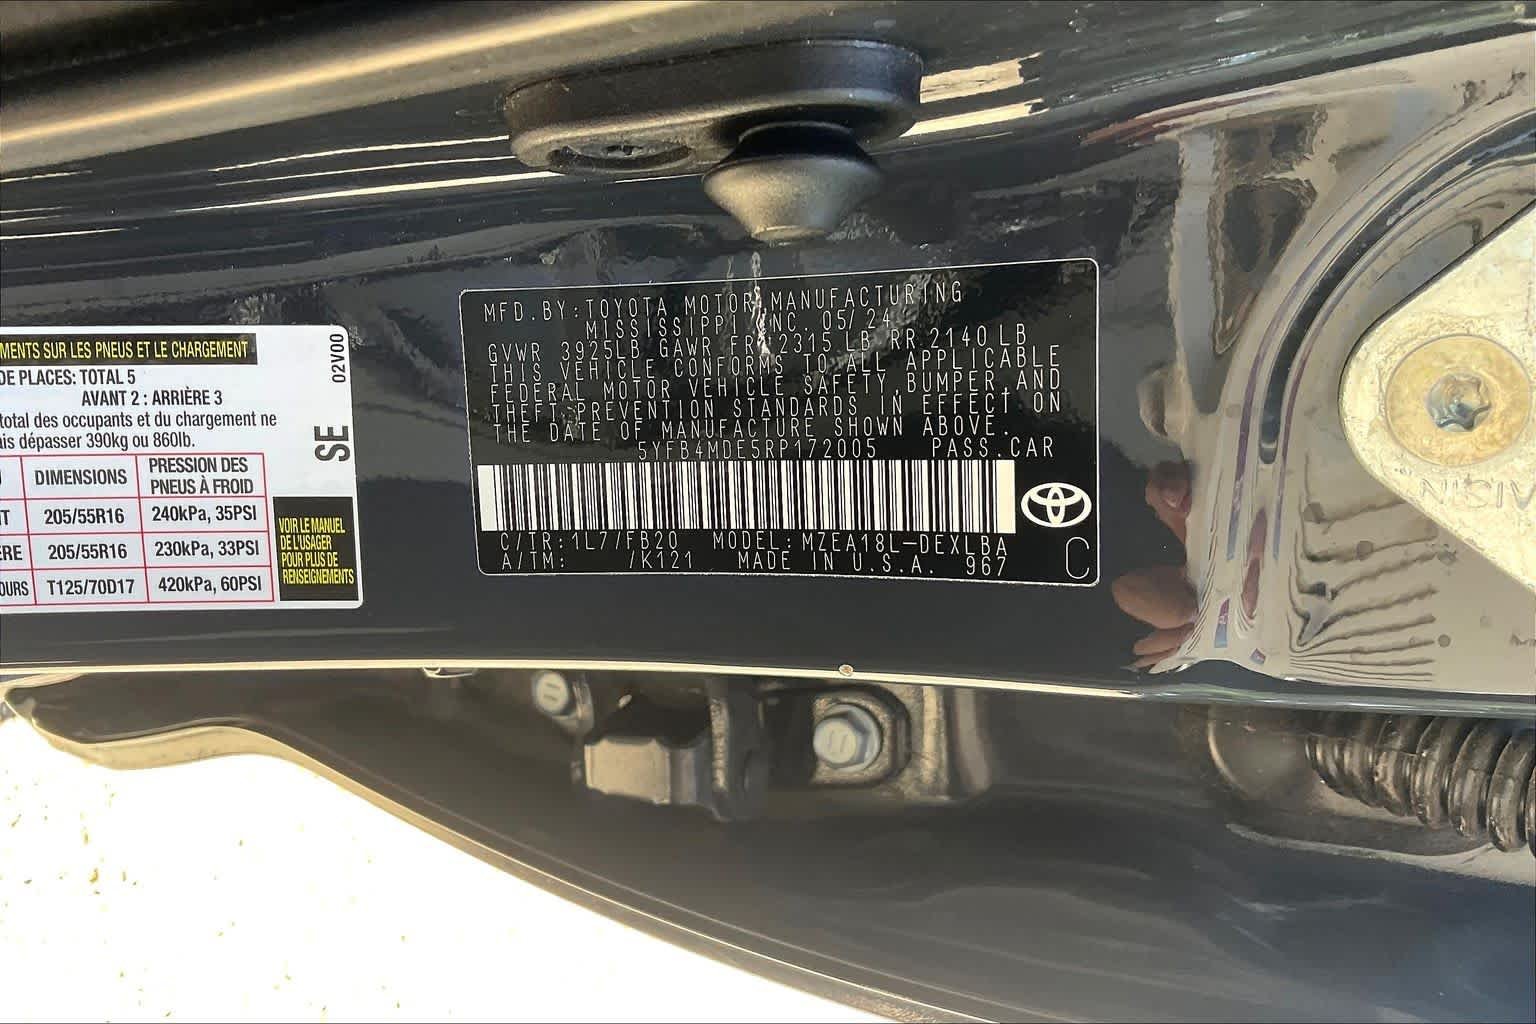 MENTS SUR LES PNEUS ET LE CHARGEMENT
DE PLACES: TOTAL 5
AVANT 2 : ARRIÈRE 3
total des occupants et du chargement ne
ais dépasser 390kg ou 860lb.
DIMENSIONS
PRESSION DES
PNEUS À FROID
NT 205/55R16 240kPa, 35PSI
ÈRE 205/55R16 230kPa, 33PSI
OURS T125/70D17 420kPa, 60PSI
02V00
SE
VOIR LE MANUEL
DE L'USAGER
POUR PLUS DE
RENSEIGNEMENTS
MFD.BY:TOYOTA MOTOR MANUFACTURING
MISSISSIPPI, INC. 05/24
GVWR 3925LB GAWR FR 2315 LB RR 2140 LB
THIS VEHICLE CONFORMS TO ALL APPLICABLE
FEDERAL MOTOR VEHICLE SAFETY,BUMPER,AND
THEFT PREVENTION STANDARDS IN EFFECT ON
THE DATE OF MANUFACTURE SHOWN ABOVE.
5YFB4MDE5RP172005 PASS.CAR
C/TR:1L7/FB20 MODEL:MZEA18L-DEXLBA
A/TM: /K121 MADE IN U.S.A. 967
C
AISIN